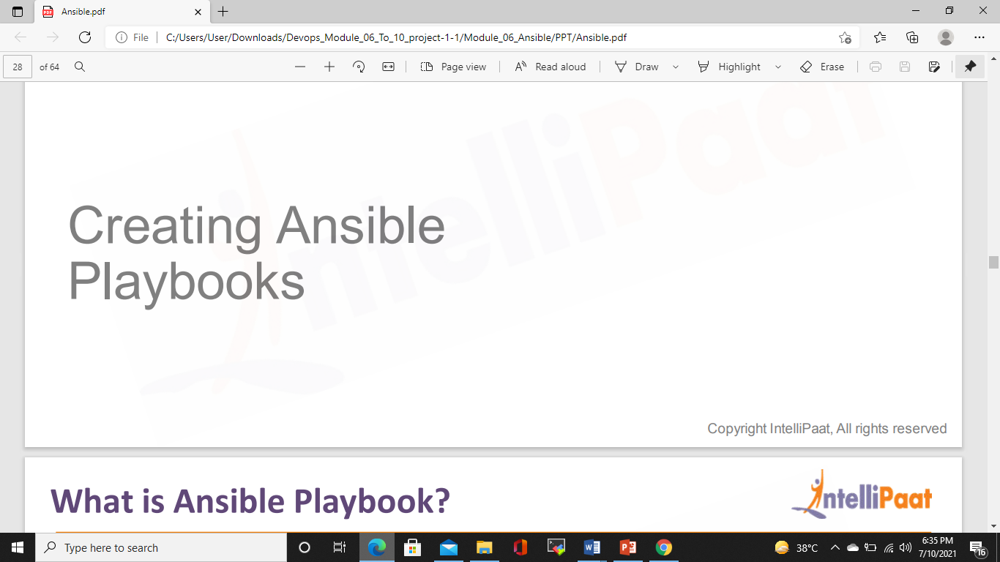 Ansible.pdf
File
C:/Users/User/Downloads/Devops_Module_06_To_10_project-1-1/Module_06_Ansible/PPT/Ansible.pdf
28 of 64
Page view
Read aloud
Draw
Highlight
Erase
IntelliPaat
Creating Ansible
Playbooks
Copyright IntelliPaat, All rights reserved
What is Ansible Playbook?
IntelliPaat
Type here to search
38°C
6:35 PM
7/10/2021
16